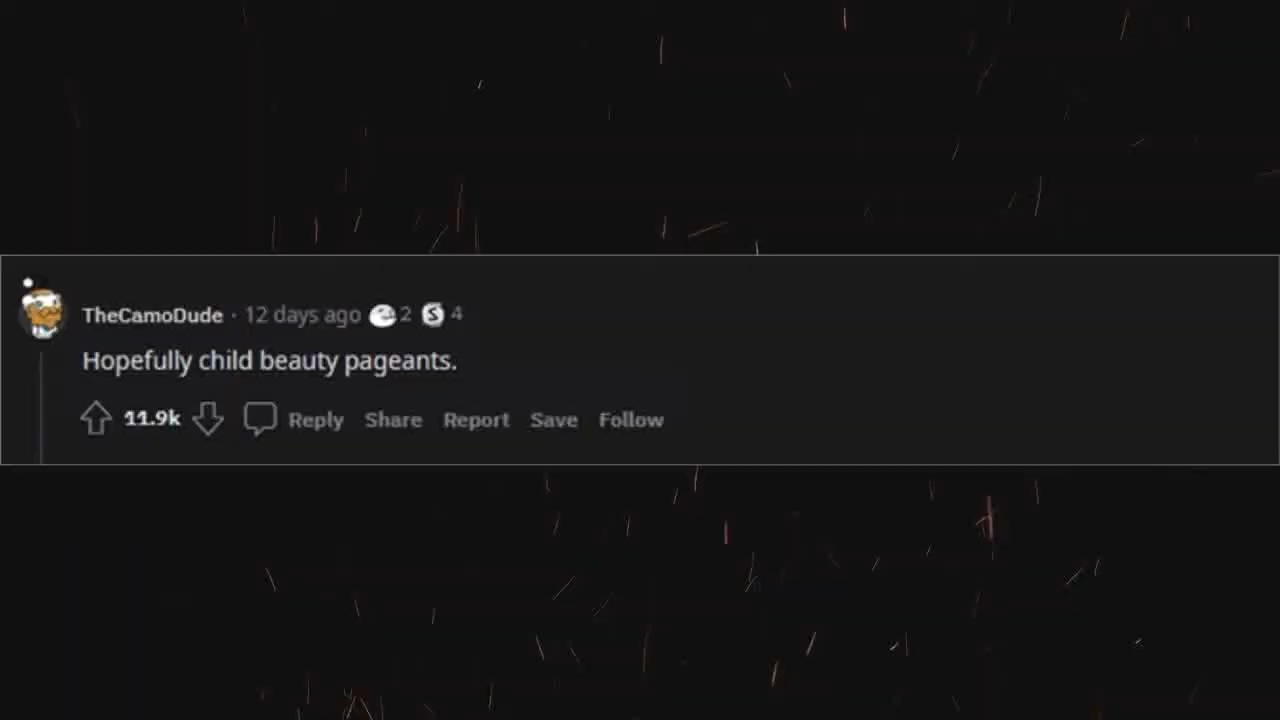 TheCamoDude · 12 days ago 2 S 4
Hopefully child beauty pageants.
11.9k Reply Share Report Save Follow